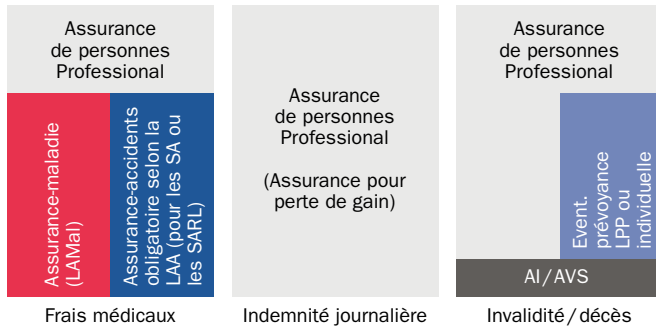 Assurance
de personnes
Professional
Assurance-maladie
(LAMal)
Assurance-accidents
obligatoire selon la
LAA (pour les SA ou
les SARL)
Frais médicaux
Assurance
de personnes
Professional
(Assurance pour
perte de gain)
Indemnité journalière
Assurance
de personnes
Professional
Event.
prévoyance
LPP ou
individuelle
AI/AVS
Invalidité/décès